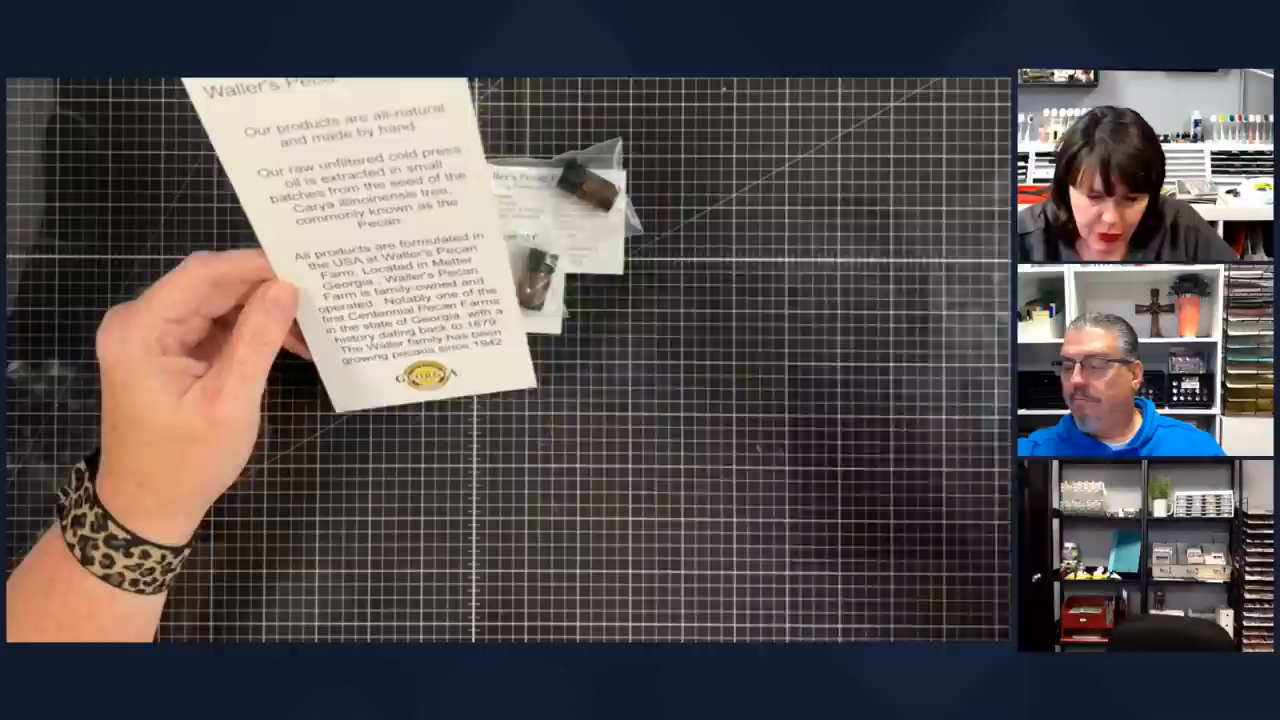 Waller's Pecan
Our products are all-natural
and made by hand
Our raw unfiltered cold press
oil is extracted in small
batches from the seed of the
Carya illinoinensis tree,
commonly known as the
Pecan
All products are formulated in
the USA at Waller's Pecan
Farm. Located in Metter
Georgia., Waller's Pecan
Farm is family-owned and
operated. Notably one of the
first Centennial Pecan Farms
in the state of Georgia with a
history dating back to 1879
The Waller family has been
growing pecans since 1942
GEORGIA